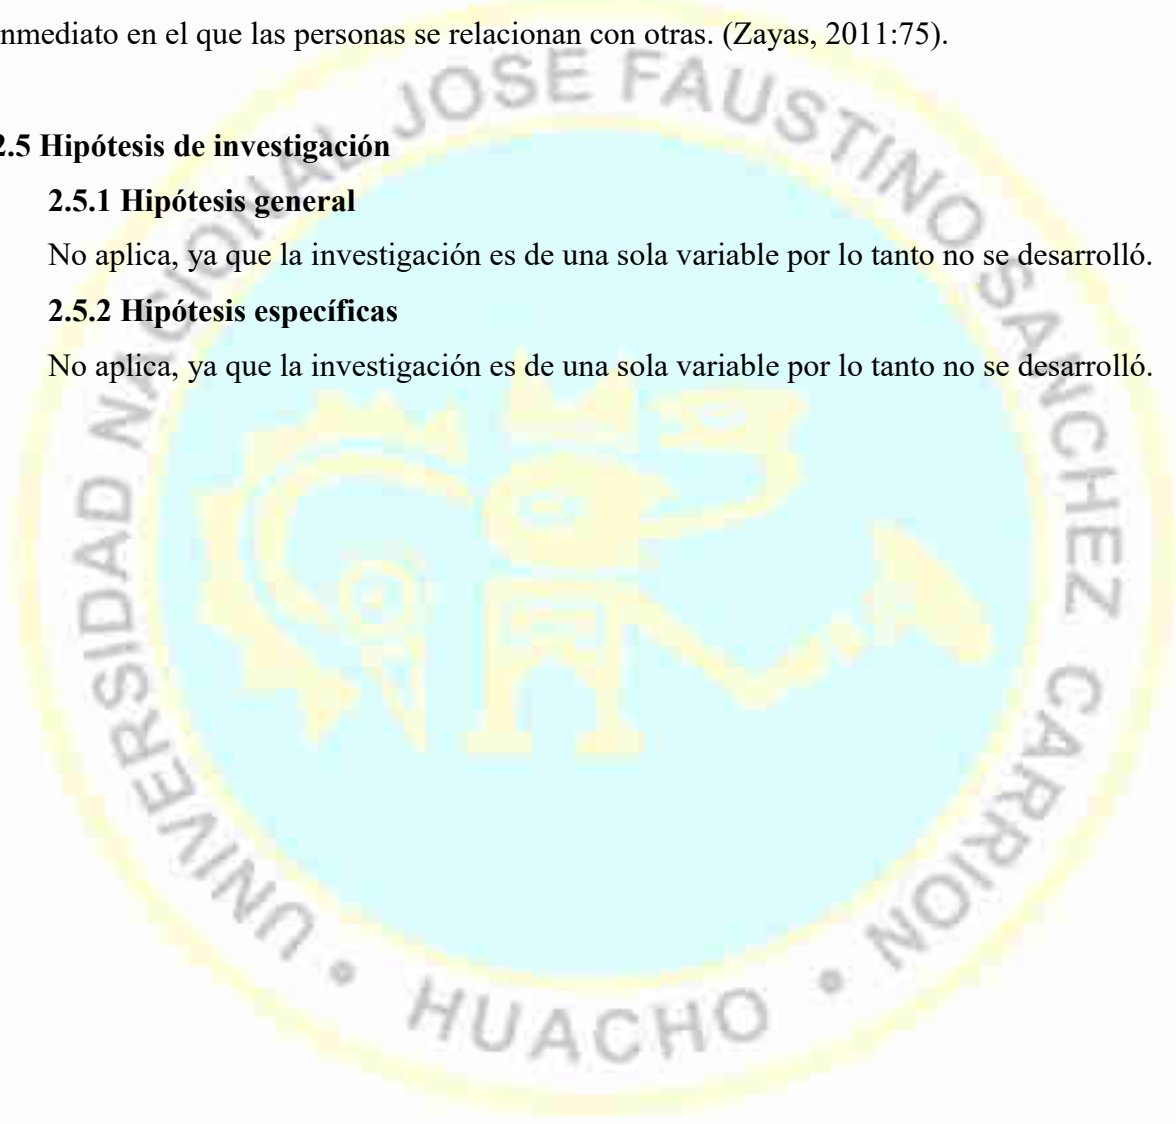 nmediato en el que las personas se relacionan con otras. (Zayas, 2011:75).
2.5 Hipótesis de investigación
2.5.1 Hipótesis general
No aplica, ya que la investigación es de una sola variable por lo tanto no se desarrolló.
2.5.2 Hipótesis específicas
No aplica, ya que la investigación es de una sola variable por lo tanto no se desarrolló.
UNIVERSIDAD NACIONAL JOSE FAUSTINO SANCHEZ CARRION • HUACHO •